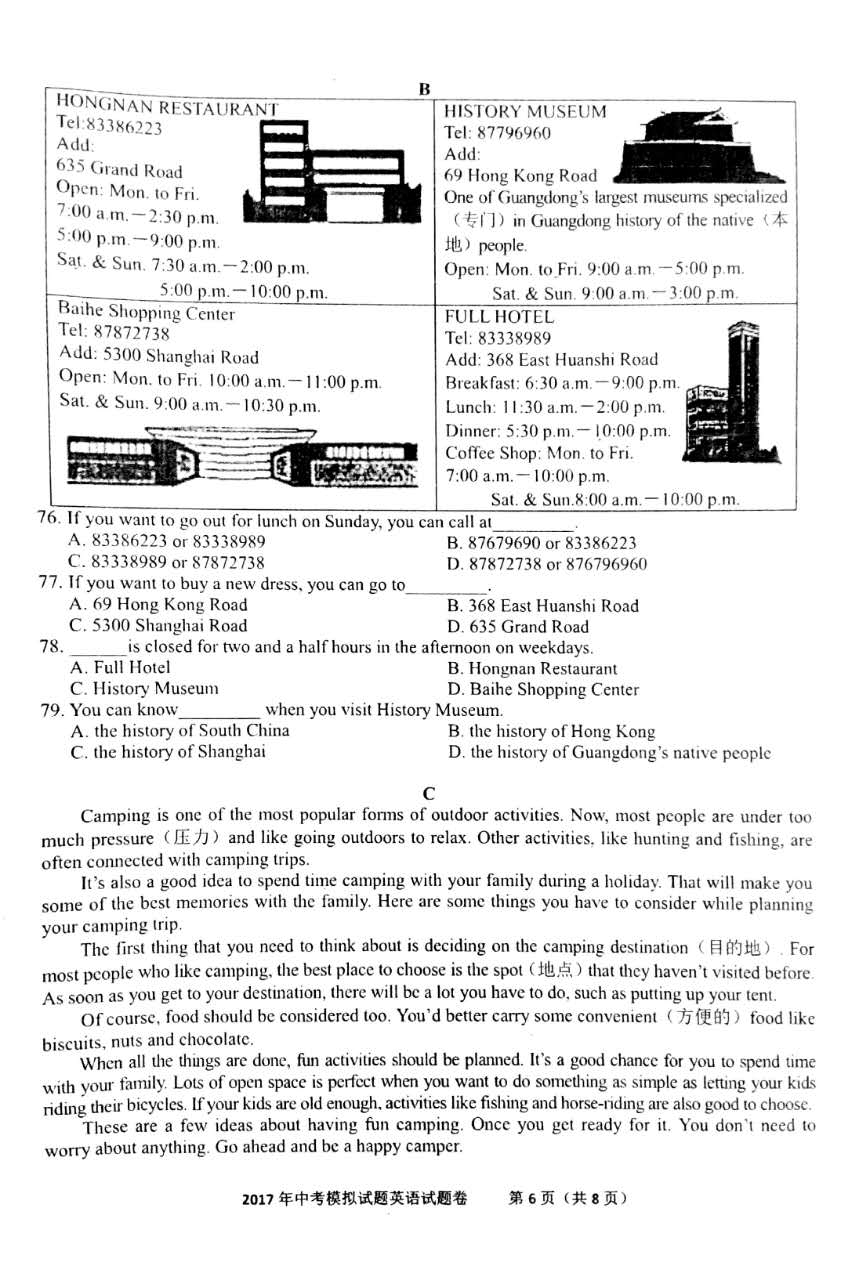 B
HONGNAN RESTAURANT
Tel:83386223
Add:
635 Grand Road
Open: Mon. to Fri.
7:00 a.m.—2:30 p.m.
5:00 p.m.—9:00 p.m.
Sat. & Sun. 7:30 a.m.—2:00 p.m.
5:00 p.m.—10:00 p.m.
HISTORY MUSEUM
Tel: 87796960
Add:
69 Hong Kong Road
One of Guangdong's largest museums specialized
（专门）in Guangdong history of the native（本
地）people.
Open: Mon. to Fri. 9:00 a.m.—5:00 p.m.
Sat. & Sun. 9:00 a.m.—3:00 p.m.
Baihe Shopping Center
Tel: 87872738
Add: 5300 Shanghai Road
Open: Mon. to Fri. 10:00 a.m.—11:00 p.m.
Sat. & Sun. 9:00 a.m.—10:30 p.m.
FULL HOTEL
Tel: 83338989
Add: 368 East Huanshi Road
Breakfast: 6:30 a.m.—9:00 p.m.
Lunch: 11:30 a.m.—2:00 p.m.
Dinner: 5:30 p.m.—10:00 p.m.
Coffee Shop: Mon. to Fri.
7:00 a.m.—10:00 p.m.
Sat. & Sun.8:00 a.m.—10:00 p.m.
76. If you want to go out for lunch on Sunday, you can call at________.
A. 83386223 or 83338989 B. 87679690 or 83386223
C. 83338989 or 87872738 D. 87872738 or 876796960
77. If you want to buy a new dress, you can go to________.
A. 69 Hong Kong Road B. 368 East Huanshi Road
C. 5300 Shanghai Road D. 635 Grand Road
78. ______is closed for two and a half hours in the afternoon on weekdays.
A. Full Hotel B. Hongnan Restaurant
C. History Museum D. Baihe Shopping Center
79. You can know________ when you visit History Museum.
A. the history of South China B. the history of Hong Kong
C. the history of Shanghai D. the history of Guangdong's native people
C
Camping is one of the most popular forms of outdoor activities. Now, most people are under too
much pressure（压力）and like going outdoors to relax. Other activities, like hunting and fishing, are
often connected with camping trips.
It's also a good idea to spend time camping with your family during a holiday. That will make you
some of the best memories with the family. Here are some things you have to consider while planning
your camping trip.
The first thing that you need to think about is deciding on the camping destination（目的地）. For
most people who like camping, the best place to choose is the spot（地点）that they haven't visited before.
As soon as you get to your destination, there will be a lot you have to do, such as putting up your tent.
Of course, food should be considered too. You'd better carry some convenient（方便的）food like
biscuits, nuts and chocolate.
When all the things are done, fun activities should be planned. It's a good chance for you to spend time
with your family. Lots of open space is perfect when you want to do something as simple as letting your kids
riding their bicycles. If your kids are old enough, activities like fishing and horse-riding are also good to choose.
These are a few ideas about having fun camping. Once you get ready for it. You don't need to
worry about anything. Go ahead and be a happy camper.
2017 年中考模拟试题英语试题卷 第 6 页（共 8 页）